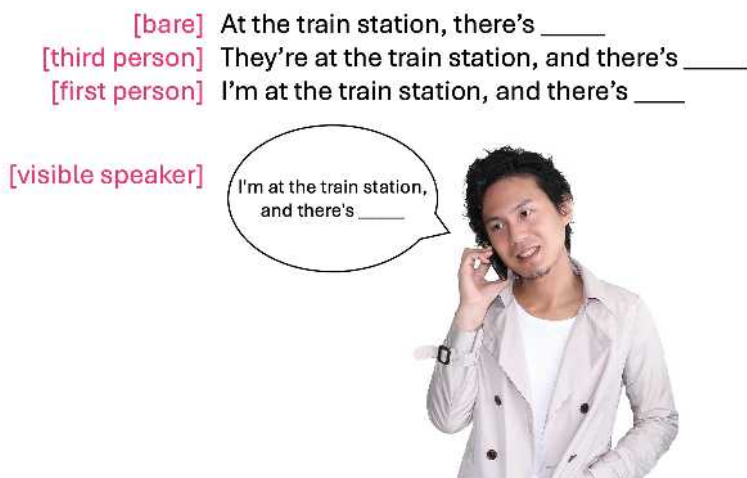 [bare] At the train station, there’s _____
[third person] They’re at the train station, and there’s _____
[first person] I’m at the train station, and there’s ____
[visible speaker]
I'm at the train station,
and there's _____